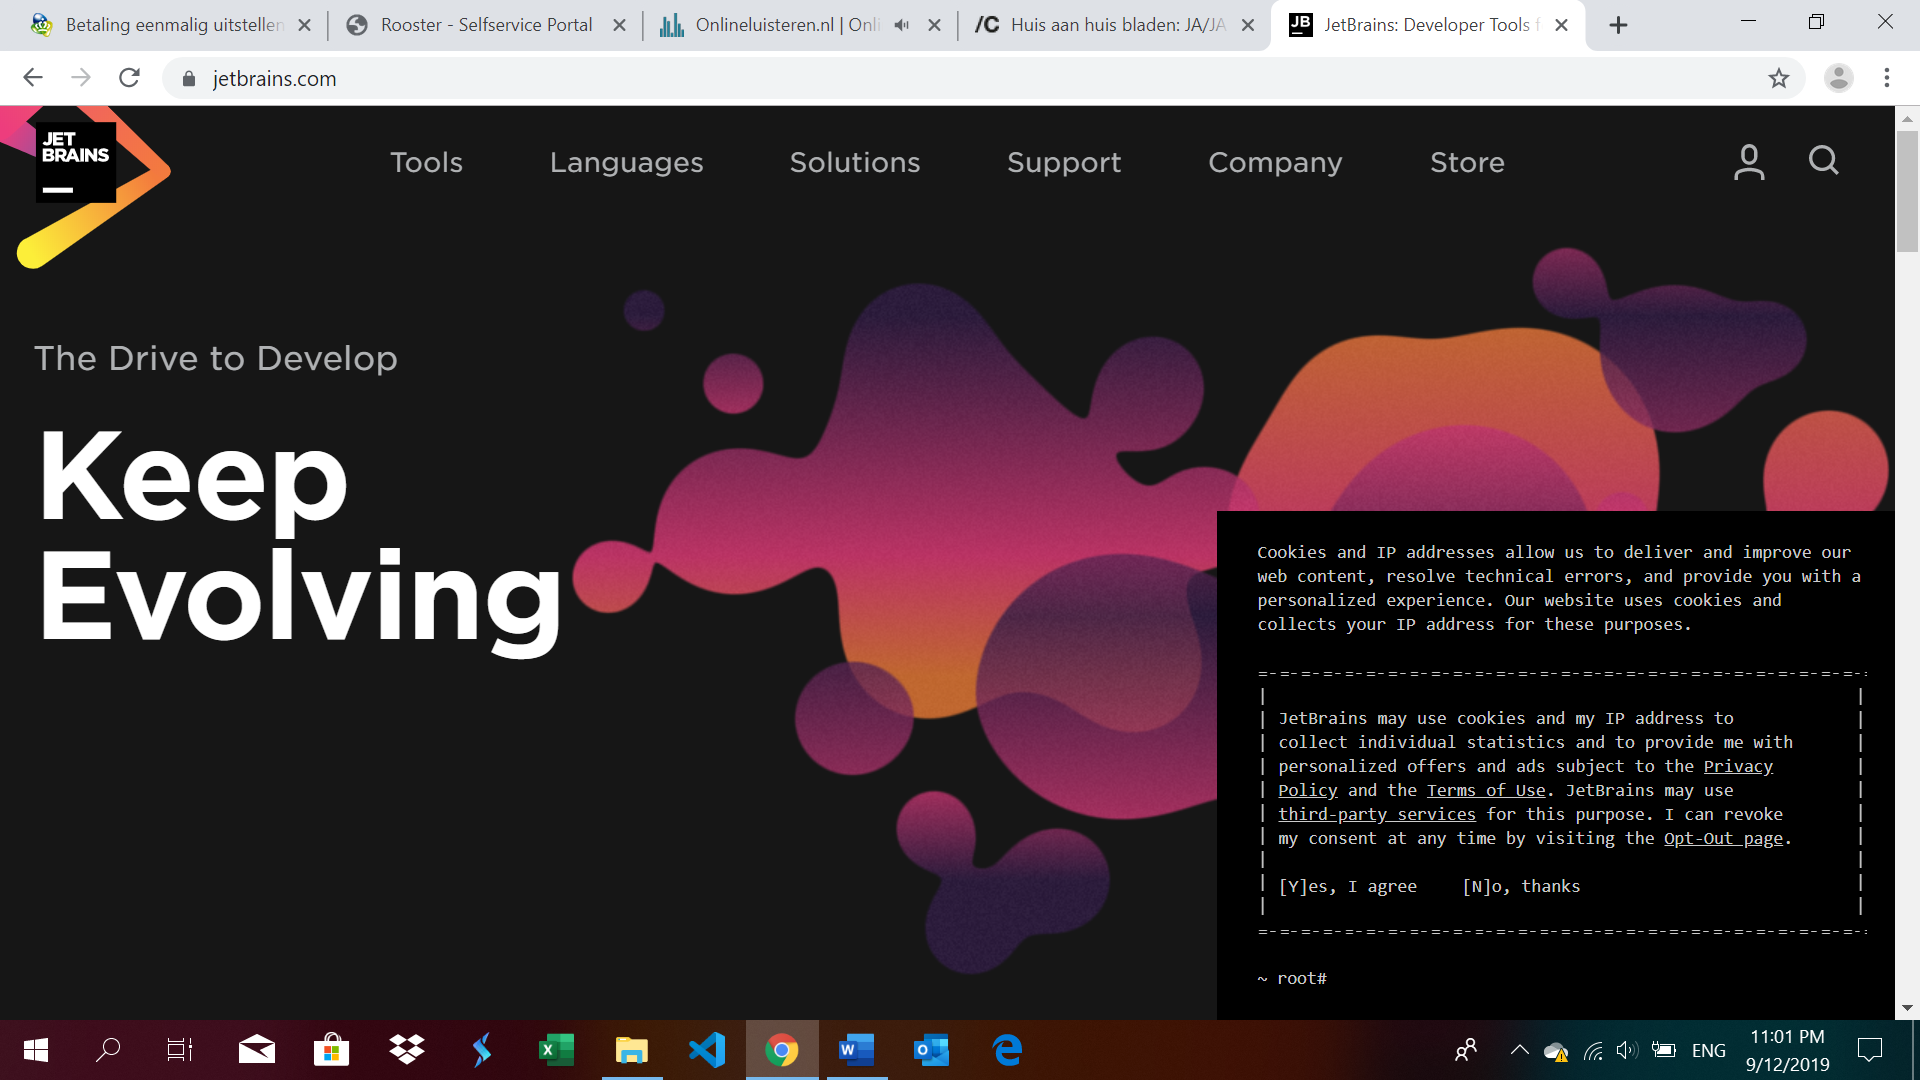 Betaling eenmalig uitstellen
Rooster - Selfservice Portal
Onlineluisteren.nl | Onli
/C Huis aan huis bladen: JA/JA
JB JetBrains: Developer Tools f
jetbrains.com
JET
BRAINS
Tools
Languages
Solutions
Support
Company
Store
The Drive to Develop
Keep
Evolving
Cookies and IP addresses allow us to deliver and improve our
web content, resolve technical errors, and provide you with a
personalized experience. Our website uses cookies and
collects your IP address for these purposes.
JetBrains may use cookies and my IP address to
collect individual statistics and to provide me with
personalized offers and ads subject to the Privacy
Policy and the Terms of Use. JetBrains may use
third-party services for this purpose. I can revoke
my consent at any time by visiting the Opt-Out page.
[Y]es, I agree [N]o, thanks
~ root#
ENG
11:01 PM
9/12/2019